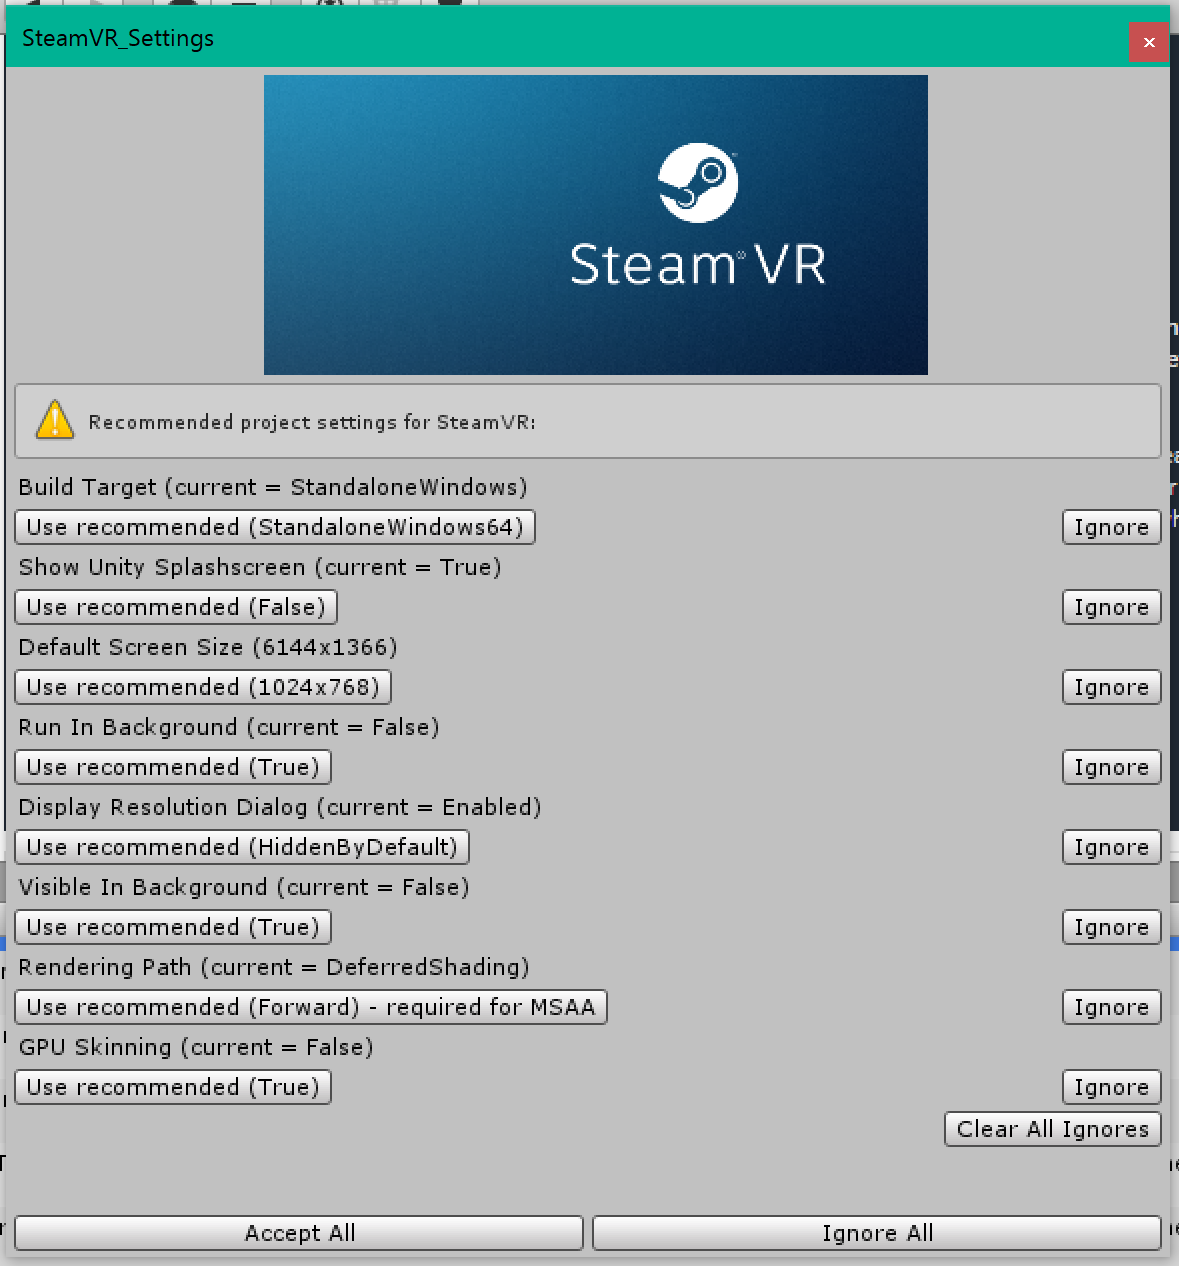 SteamVR_Settings
Steam® VR
Recommended project settings for SteamVR:
Build Target (current = StandaloneWindows)
Use recommended (StandaloneWindows64) Ignore
Show Unity Splashscreen (current = True)
Use recommended (False) Ignore
Default Screen Size (6144x1366)
Use recommended (1024x768) Ignore
Run In Background (current = False)
Use recommended (True) Ignore
Display Resolution Dialog (current = Enabled)
Use recommended (HiddenByDefault) Ignore
Visible In Background (current = False)
Use recommended (True) Ignore
Rendering Path (current = DeferredShading)
Use recommended (Forward) - required for MSAA Ignore
GPU Skinning (current = False)
Use recommended (True) Ignore
Clear All Ignores
Accept All Ignore All